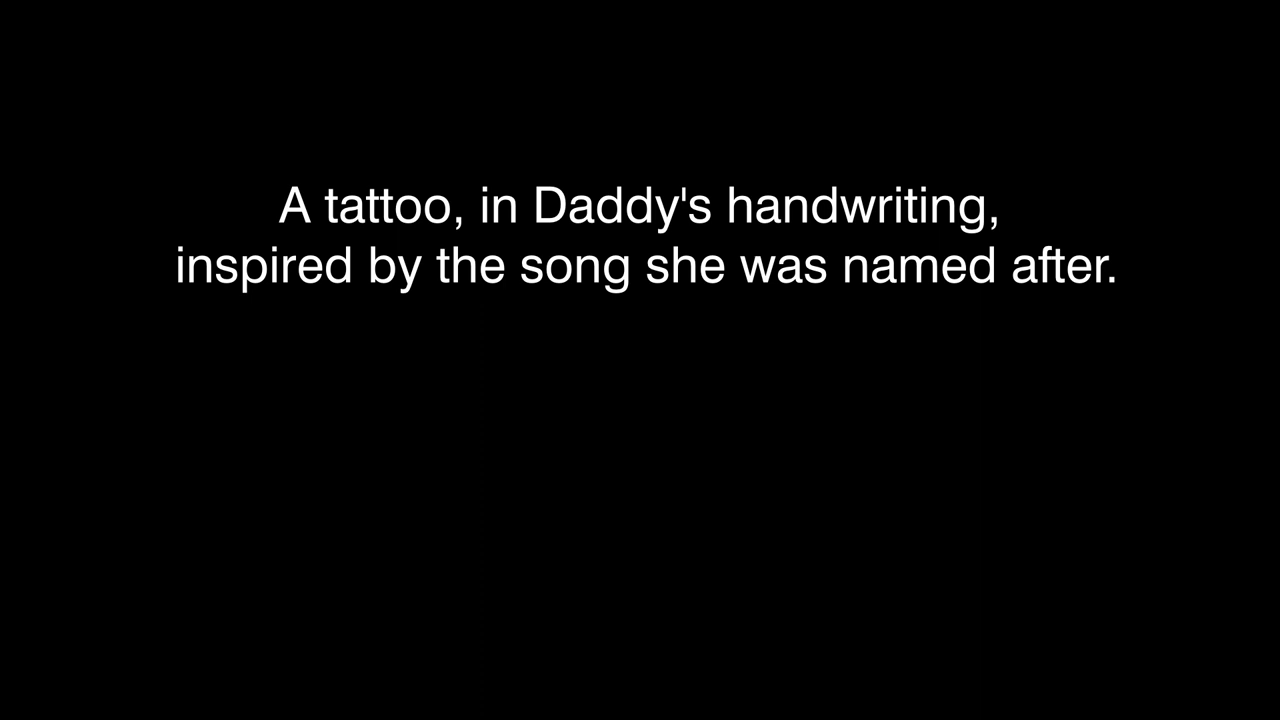 A tattoo, in Daddy's handwriting,
inspired by the song she was named after.